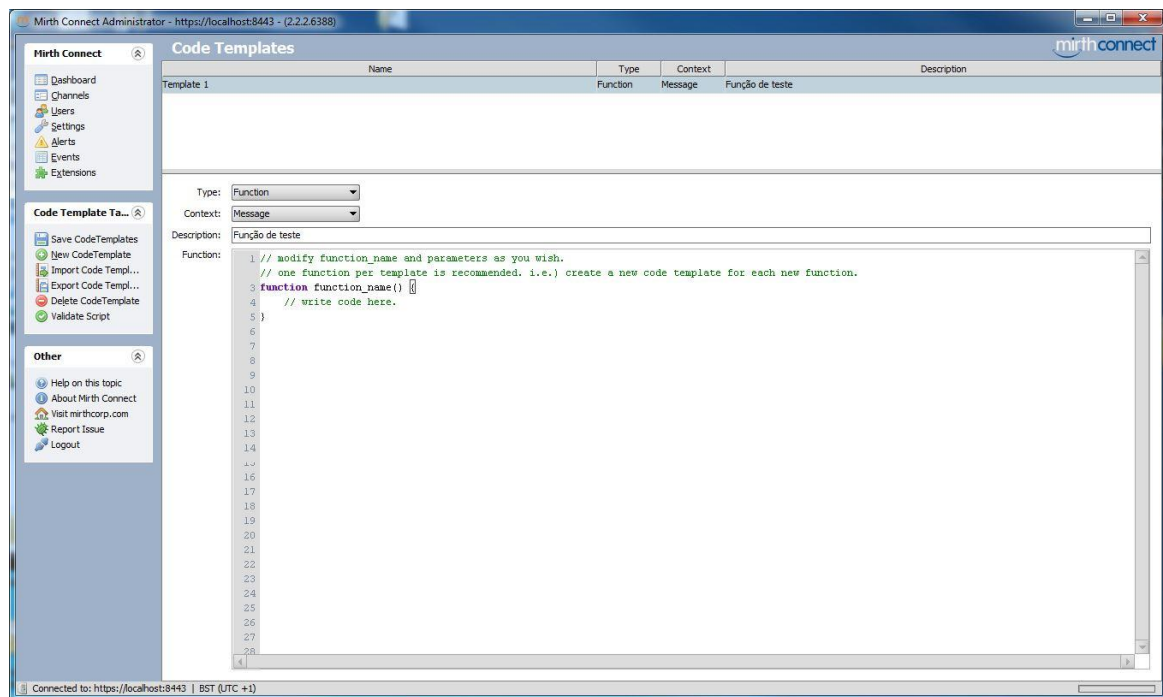 Mirth Connect Administrator - https://localhost:8443 - (2.2.2.6388)
Mirth Connect
Dashboard
Channels
Users
Settings
Alerts
Events
Extensions
Code Template Ta...
Save CodeTemplates
New CodeTemplate
Import Code Templ...
Export Code Templ...
Delete CodeTemplate
Validate Script
Other
Help on this topic
About Mirth Connect
Visit mirthcorp.com
Report Issue
Logout
Code Templates
mirthconnect
Name Type Context Description
Template 1 Function Message Função de teste
Type: Function
Context: Message
Description: Função de teste
Function:
1 // modify function_name and parameters as you wish.
// one function per template is recommended. i.e.) create a new code template for each new function.
3 function function_name() {
4 // write code here.
5 }
6
7
8
9
10
11
12
13
14
16
17
18
19
20
21
22
23
24
25
26
27
28
Connected to: https://localhost:8443 | BST (UTC +1)